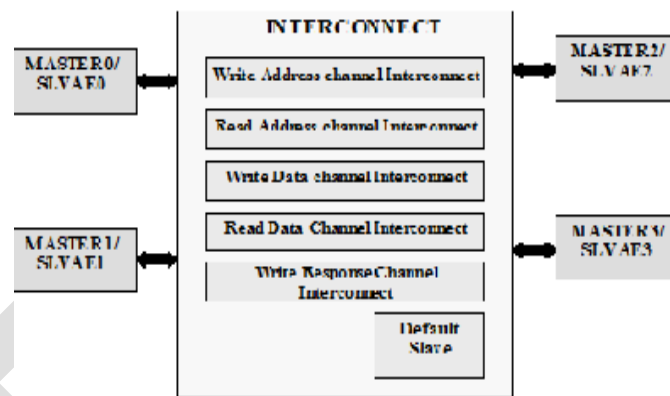 INTERCONNECT
MASTER0/
SLVAE0
MASTER2/
SLVAE2
Write Address channel Interconnect
Read Address channel Interconnect
Write Data channel Interconnect
Read Data Channel Interconnect
MASTER1/
SLVAE1
MASTER3/
SLVAE3
Write Response Channel
Interconnect
Default
Slave